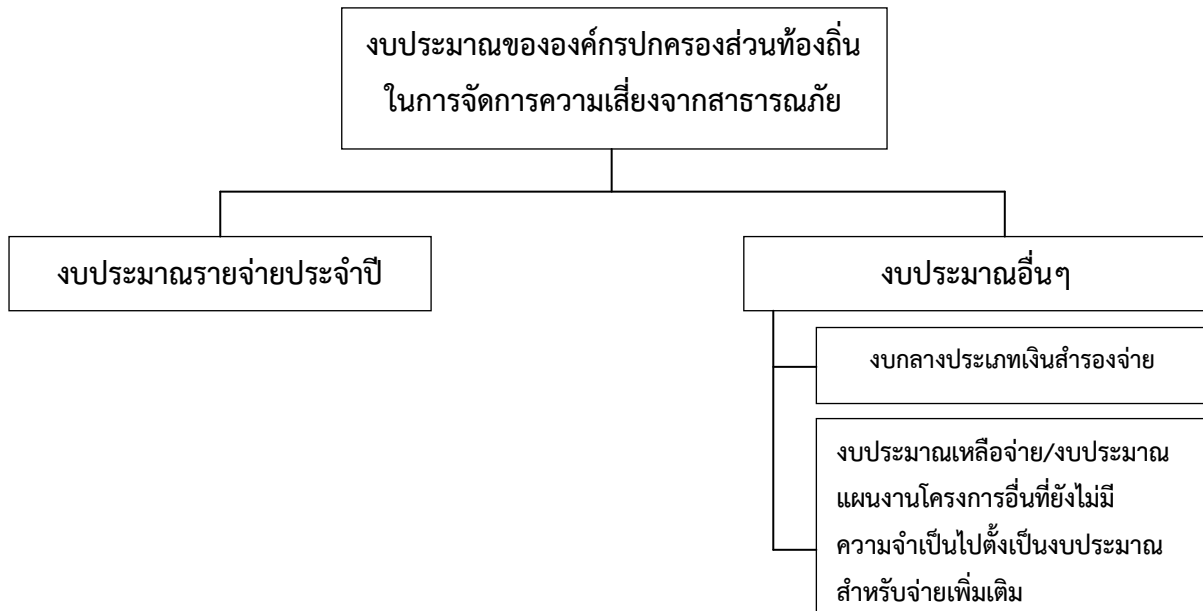 งบประมาณขององค์กรปกครองส่วนท้องถิ่น
ในการจัดการความเสี่ยงจากสาธารณภัย
งบประมาณรายจ่ายประจำปี
งบประมาณอื่นๆ
งบกลางประเภทเงินสำรองจ่าย
งบประมาณเหลือจ่าย/งบประมาณ
แผนงานโครงการอื่นที่ยังไม่มี
ความจำเป็นไปตั้งเป็นงบประมาณ
สำหรับจ่ายเพิ่มเติม